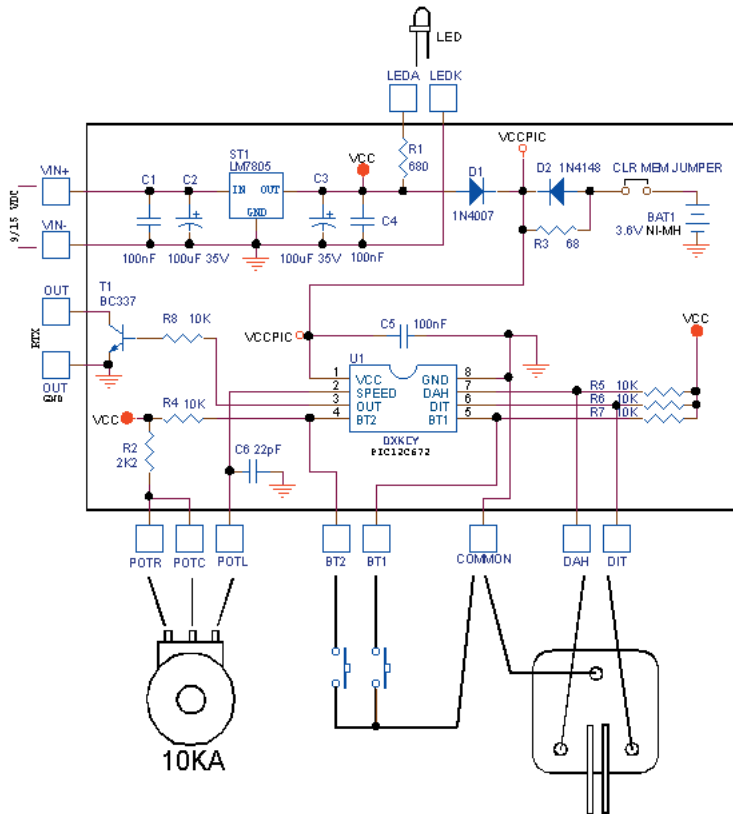 LED
LEDA LEDK
VCCPIC
ST1
LM7805
VCC
R1
680
D1
D2 1N4148
CLR MEM JUMPER
VIN+
C1
C2
IN OUT
GND
C3
C4
1N4007
BAT1
3.6V NI-MH
R3 68
9/15 VDC
VIN-
100nF
100uF 35V
100uF 35V
100nF
OUT
T1
BC337
R8 10K
C5
100nF
VCC
RTX
VCCPIC
U1
OUT
GND
1 VCC GND 8
2 SPEED DAH 7
3 OUT DIT 6
4 BT2 BT1 5
R5 10K
R6 10K
R7 10K
VCC
R4 10K
DXKEY
PIC12C672
R2
2K2
C6 22pF
POTR POTC POTL
BT2 BT1
COMMON
DAH DIT
10KA